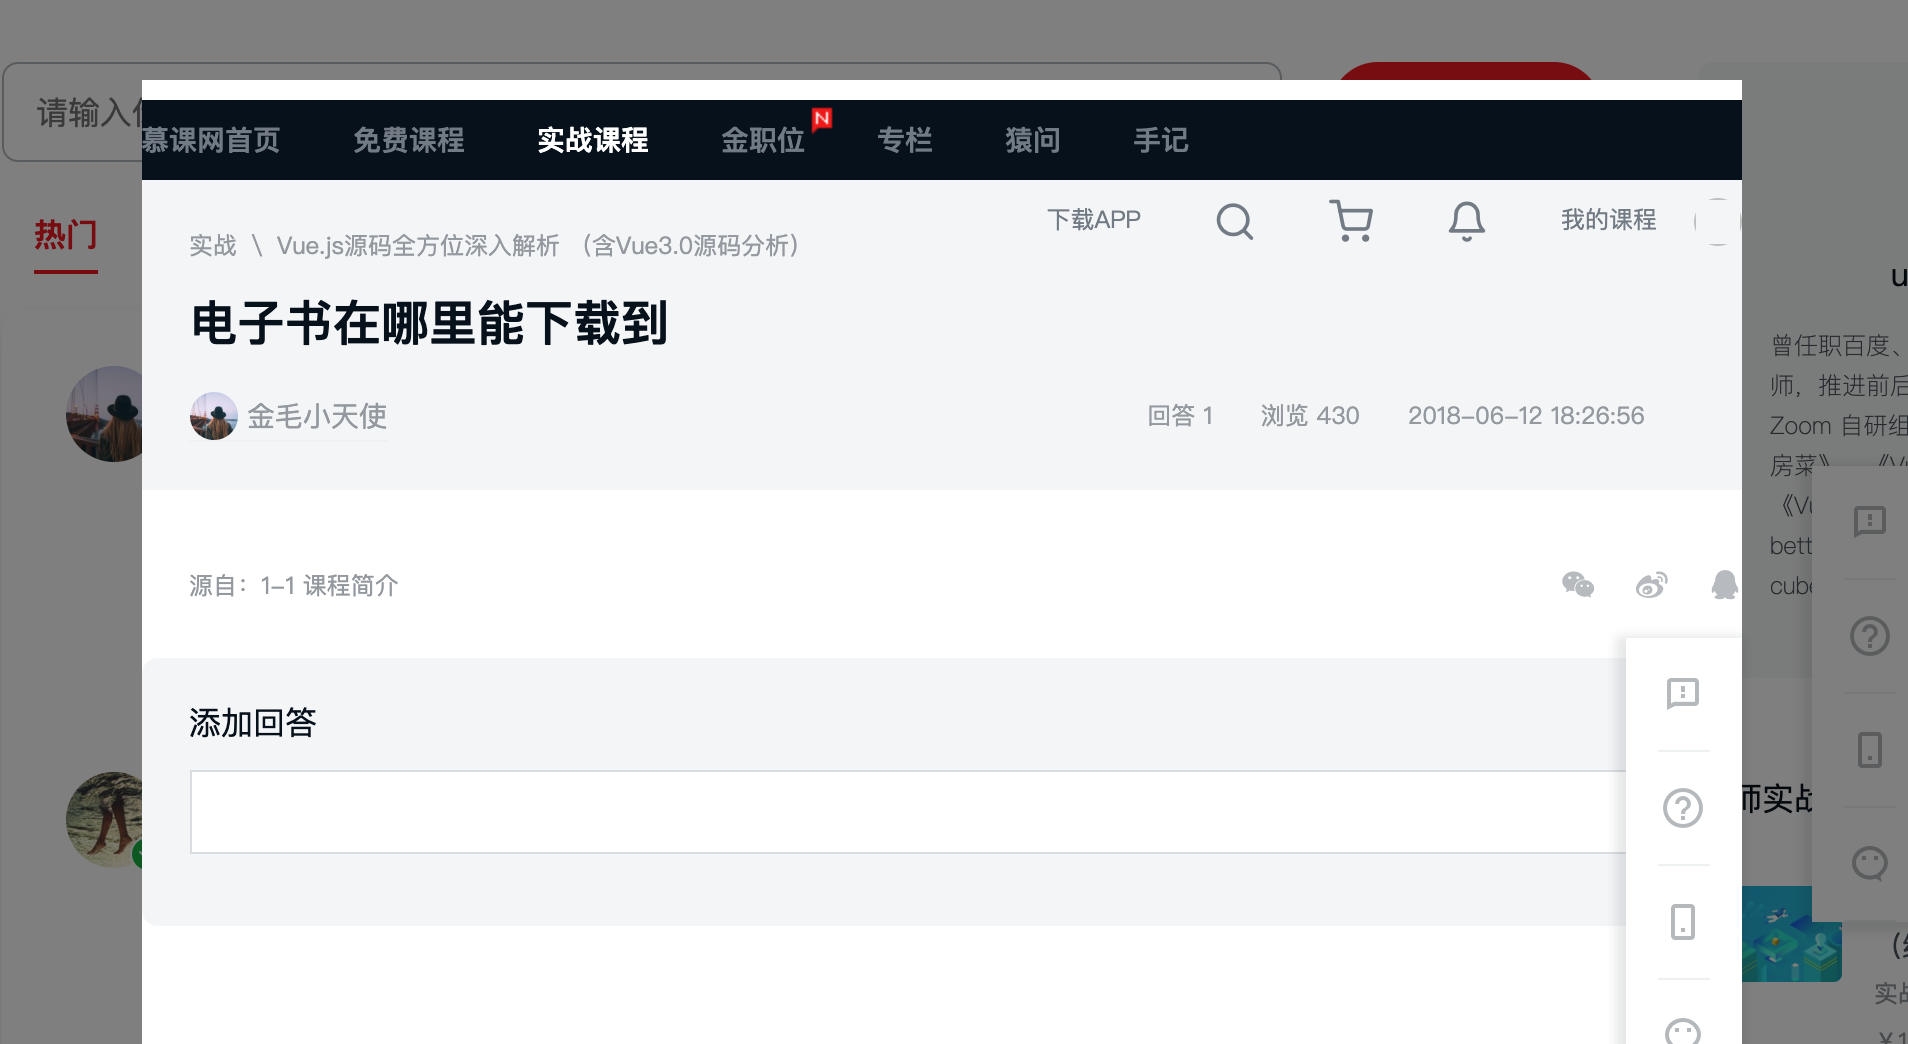 请输入
慕课网首页 免费课程 实战课程 金职位 N 专栏 猿问 手记
下载APP 我的课程
热门
实战 \ Vue.js源码全方位深入解析 （含Vue3.0源码分析）
u
电子书在哪里能下载到
曾任职百度、
师，推进前后
金毛小天使 回答 1 浏览 430 2018-06-12 18:26:56
Zoom 自研组
房菜》
《Vu
bett
源自：1-1 课程简介
cube
添加回答
师实战
实战
¥1